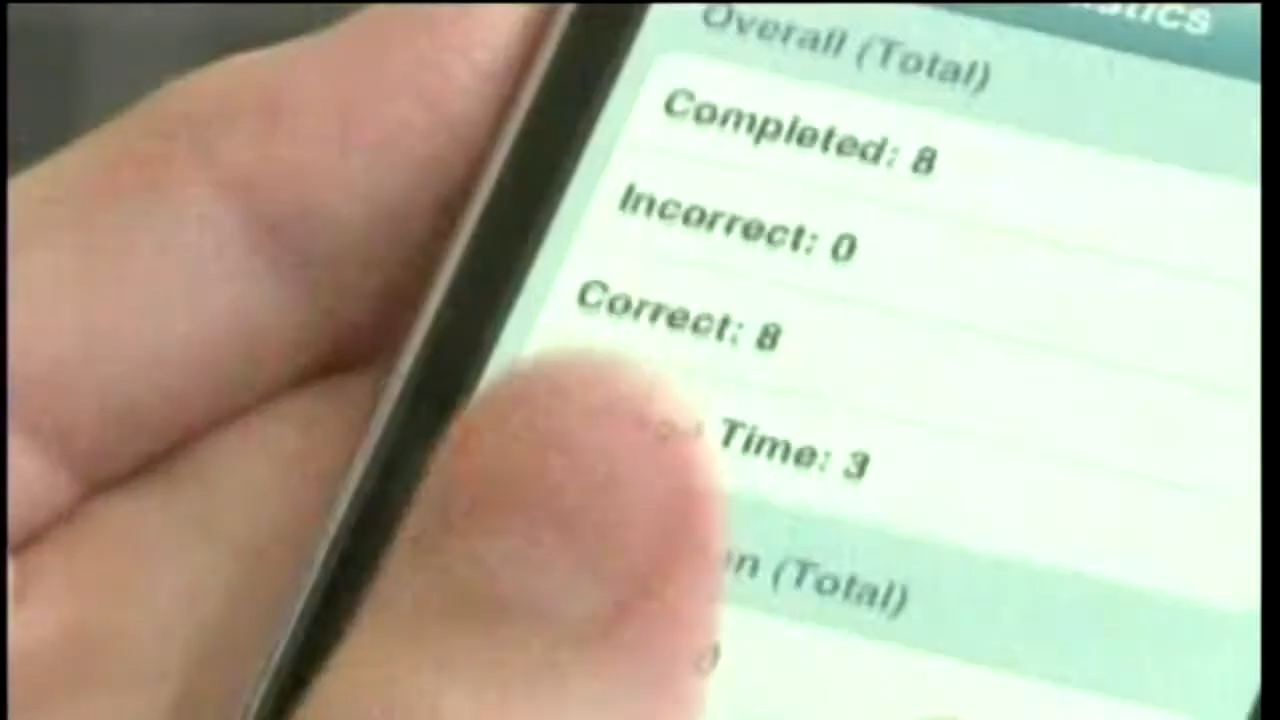 Overall (Total)
Completed: 8
Incorrect: 0
Correct: 8
Time: 3
(Total)